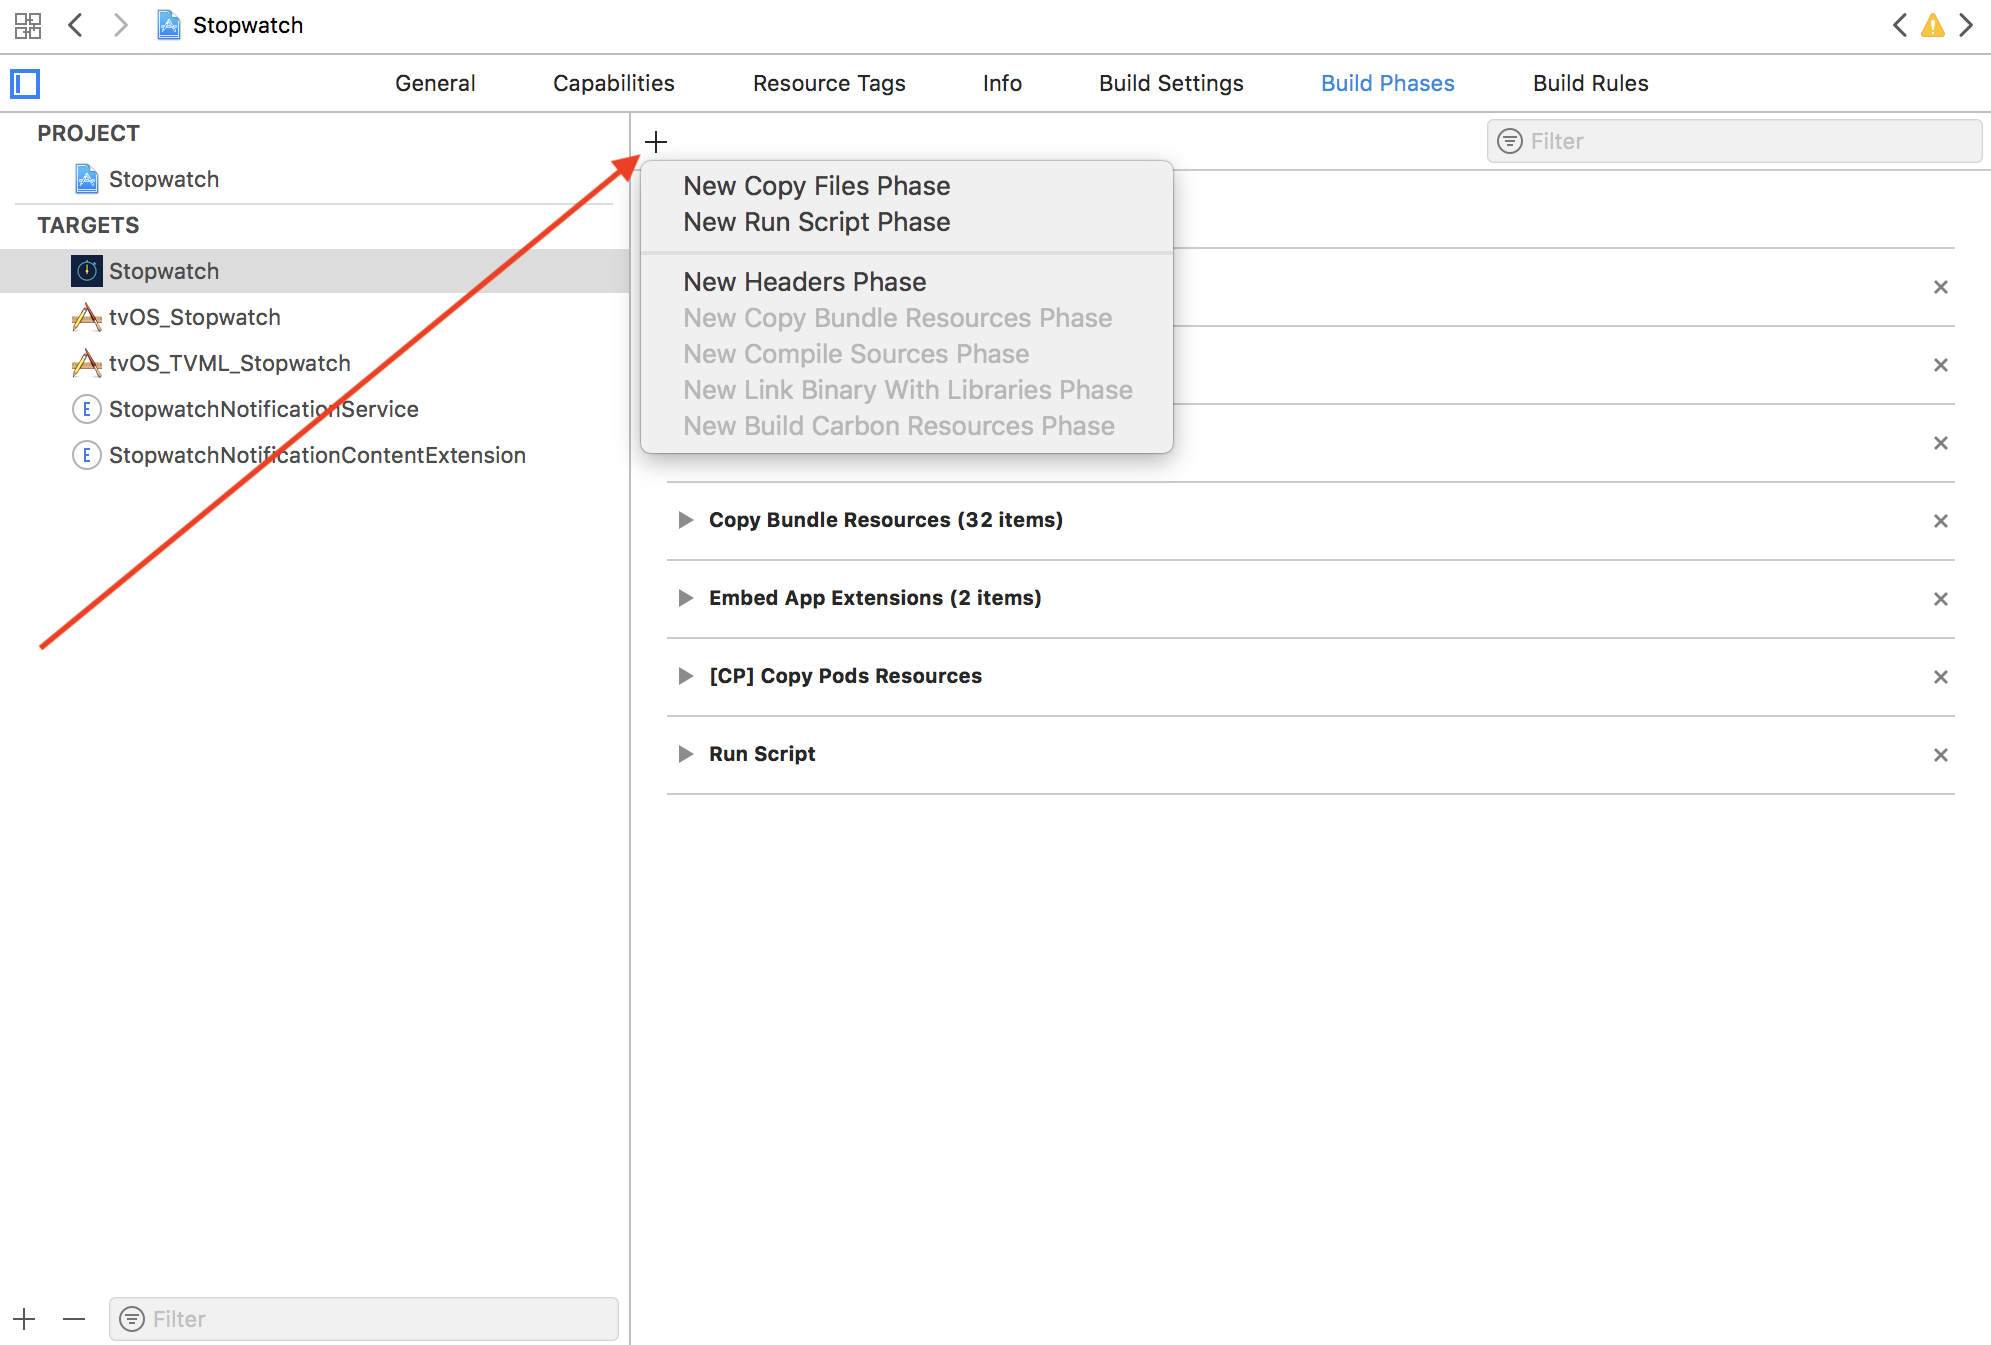 Stopwatch
General Capabilities Resource Tags Info Build Settings Build Phases Build Rules
PROJECT
Stopwatch
TARGETS
Stopwatch
tvOS_Stopwatch
tvOS_TVML_Stopwatch
E StopwatchNotificationService
E StopwatchNotificationContentExtension
Filter
Filter
New Copy Files Phase
New Run Script Phase
New Headers Phase
New Copy Bundle Resources Phase
New Compile Sources Phase
New Link Binary With Libraries Phase
New Build Carbon Resources Phase
Copy Bundle Resources (32 items)
Embed App Extensions (2 items)
[CP] Copy Pods Resources
Run Script